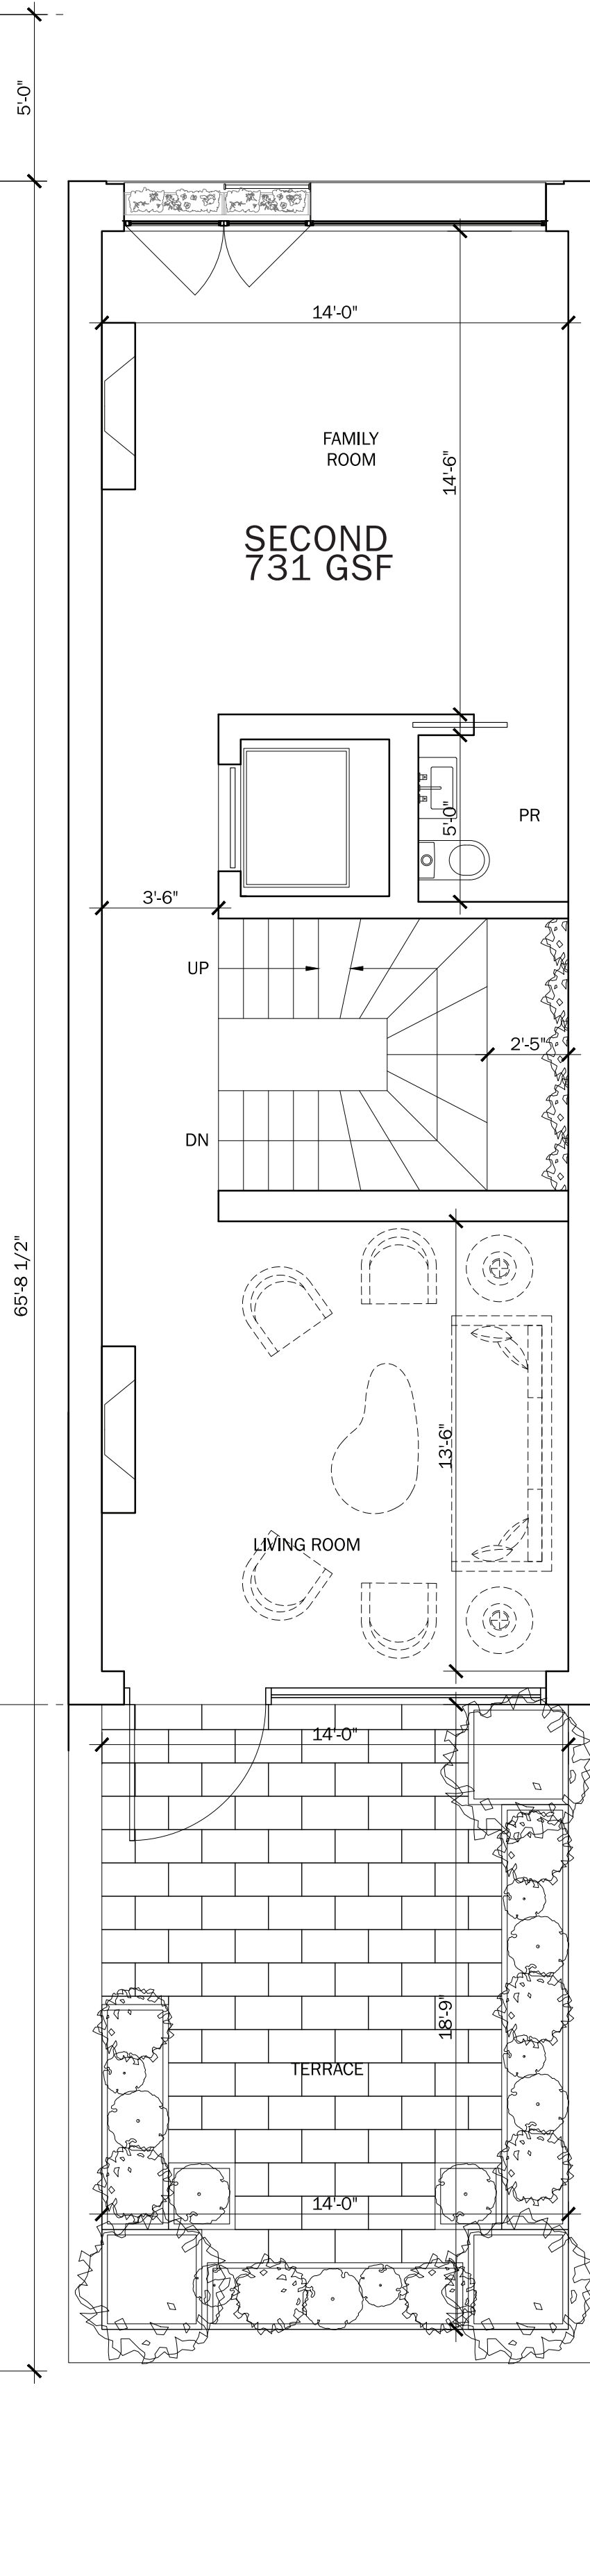 5'-0"
14'-0"
FAMILY
ROOM
14'-6"
SECOND
731 GSF
5'-0"
PR
3'-6"
UP
2'-5"
DN
65'-8 1/2"
13'-6"
LIVING ROOM
14'-0"
18'-9"
TERRACE
14'-0"